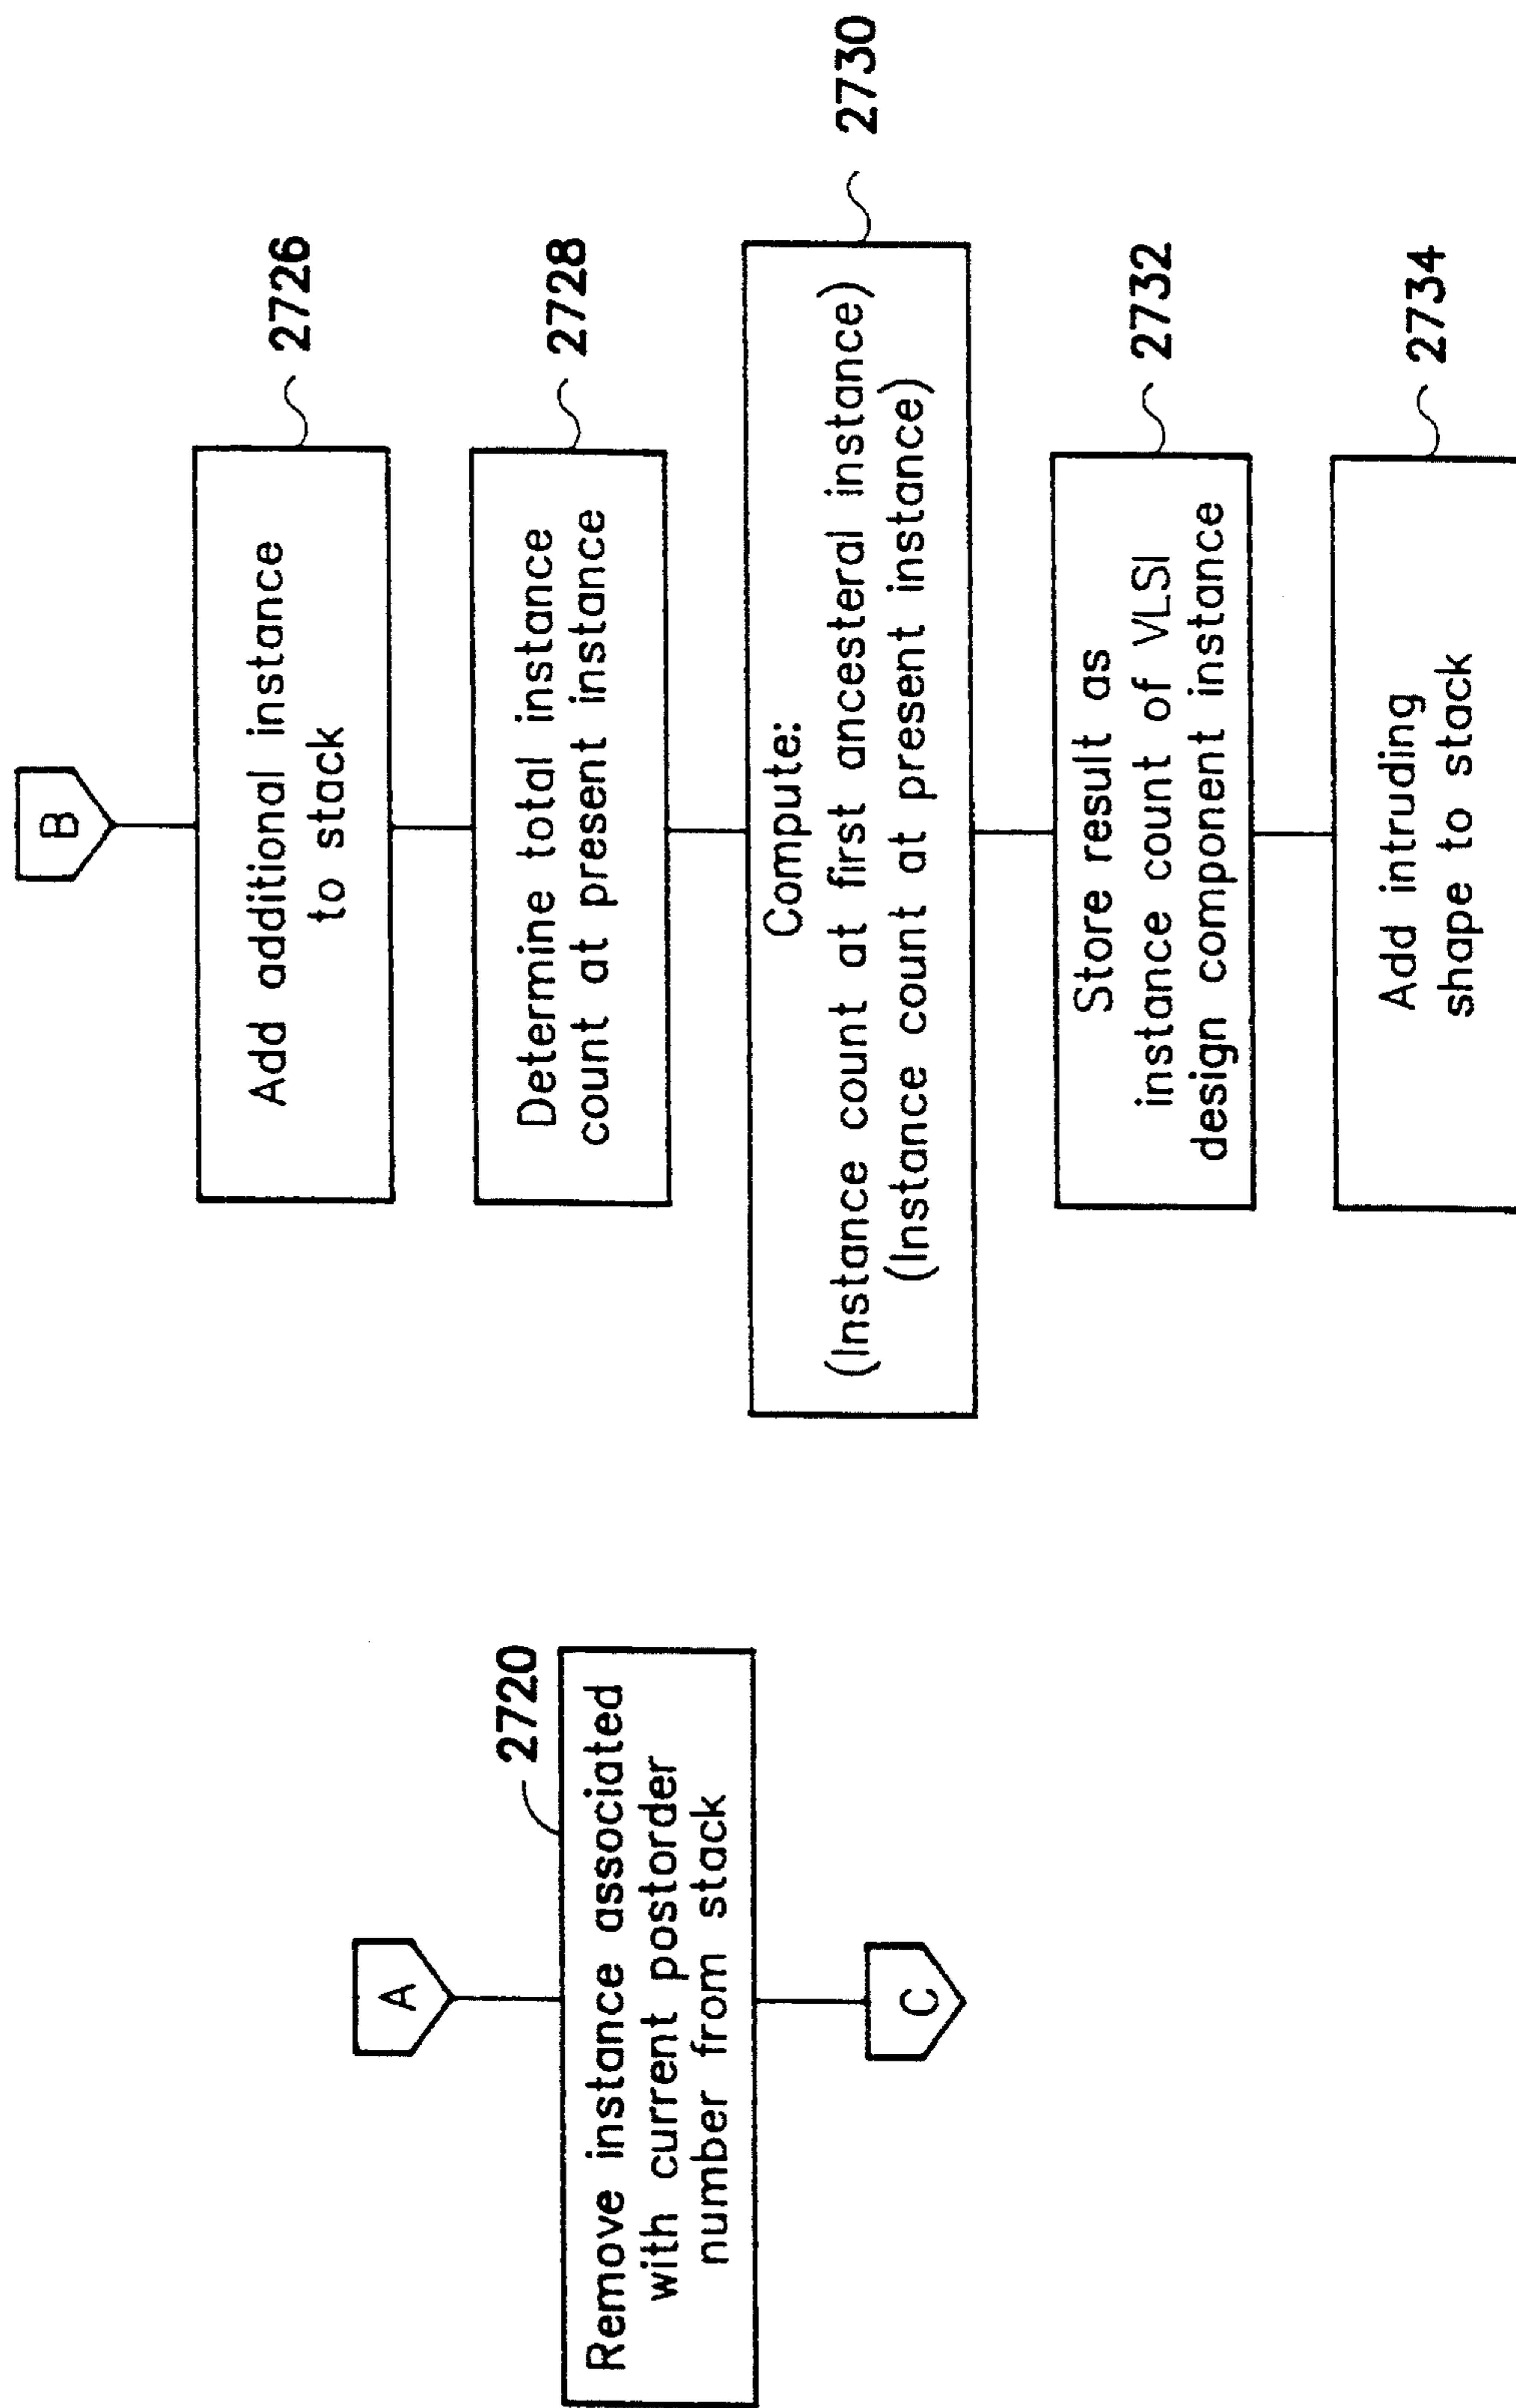 A
2720
Remove instance associated
with current postorder
number from stack
C
B
Add additional instance
to stack
2726
Determine total instance
count at present instance
2728
Compute:
(Instance count at first ancesteral instance)
(Instance count at present instance)
2730
Store result as
instance count of VLSI
design component instance
2732
Add intruding
shape to stack
2734